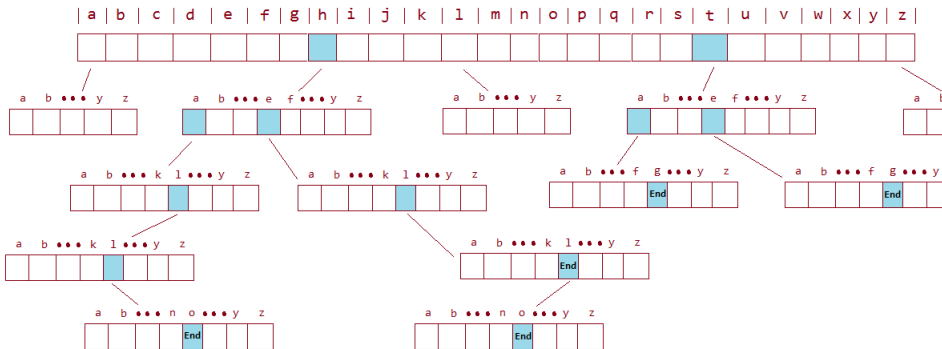 |a|b|c|d|e|f|g|h|i|j|k|l|m|n|o|p|q|r|s|t|u|v|w|x|y|z|
a b ••• y z
a b ••• e f ••• y z
a b ••• y z
a b ••• e f ••• y z
a b
a b ••• k l ••• y z
a b ••• k l ••• y z
a b ••• f g ••• y z
End
a b ••• f g ••• y
End
a b ••• k l ••• y z
a b ••• k l ••• y z
End
a b ••• n o ••• y z
End
a b ••• n o ••• y z
End